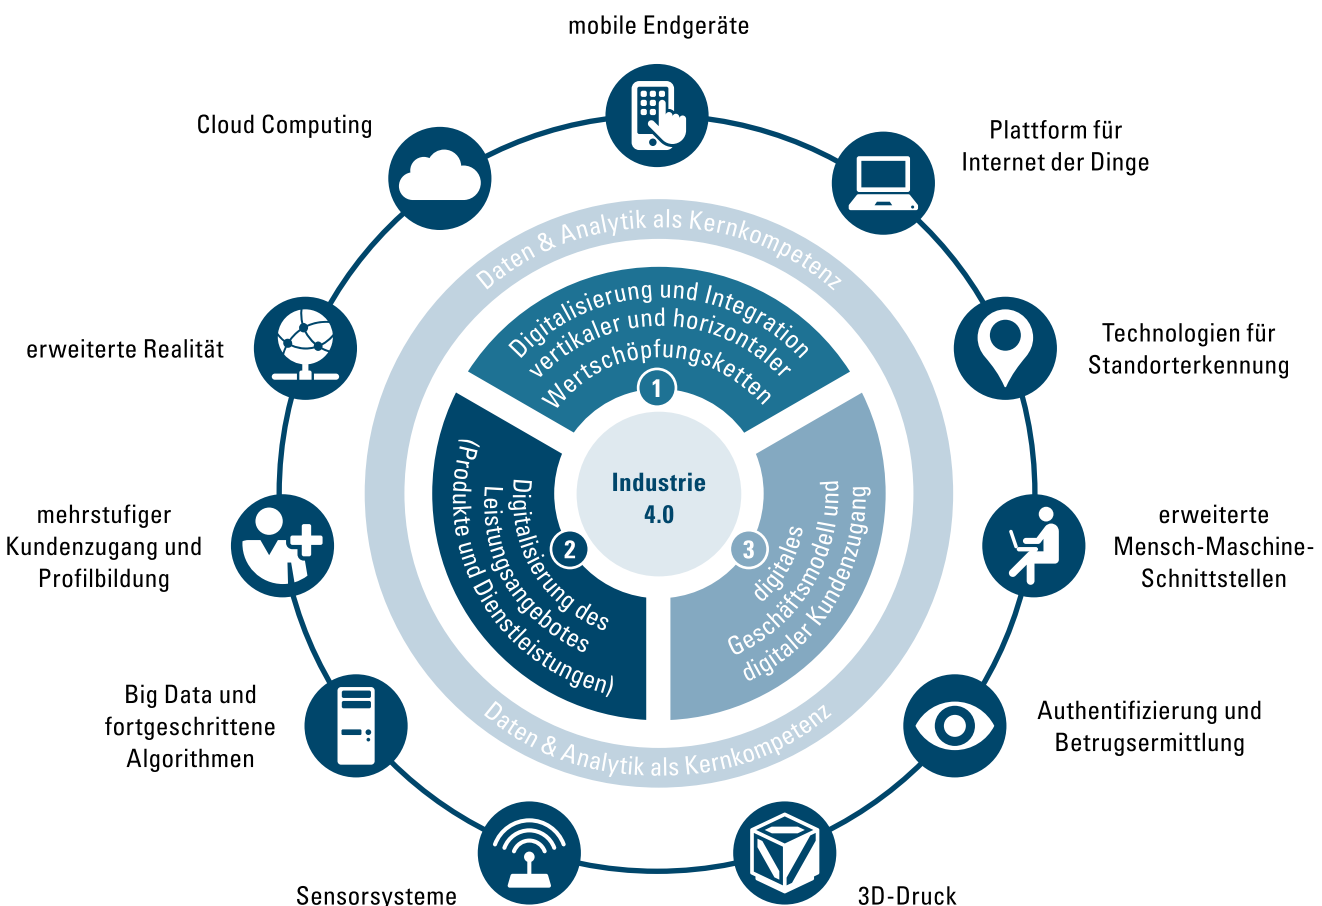 mobile Endgeräte
Cloud Computing
Plattform für
Internet der Dinge
Daten & Analytik als Kernkompetenz
Digitalisierung und Integration
vertikaler und horizontaler
Wertschöpfungsketten
1
erweiterte Realität
Technologien für
Standorterkennung
Industrie
4.0
mehrstufiger
Kundenzugang und
Profilbildung
2
Digitalisierung des
Leistungsangebotes
(Produkte und Dienstleistungen)
3
digitales
Geschäftsmodell und
digitaler Kundenzugang
erweiterte
Mensch-Maschine-
Schnittstellen
Big Data und
fortgeschrittene
Algorithmen
Daten & Analytik als Kernkompetenz
Authentifizierung und
Betrugsermittlung
Sensorsysteme
3D-Druck